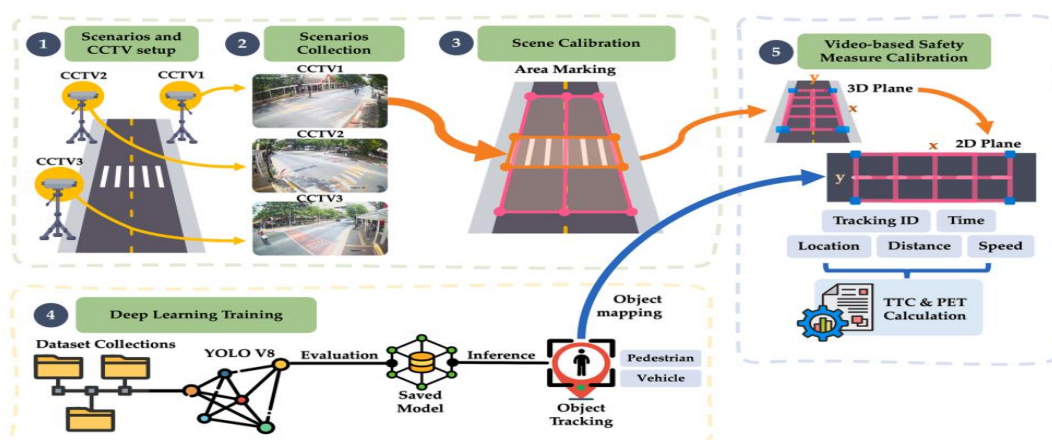 1
Scenarios and
CCTV setup
CCTV2
CCTV1
CCTV3
2
Scenarios
Collection
CCTV1
CCTV2
CCTV3
3
Scene Calibration
Area Marking
4
Deep Learning Training
Dataset Collections
YOLO V8
Evaluation
Saved
Model
Inference
Object
Tracking
Pedestrian
Vehicle
Object
mapping
5
Video-based Safety
Measure Calibration
y
x
3D Plane
x
2D Plane
y
Tracking ID
Time
Location
Distance
Speed
TTC & PET
Calculation